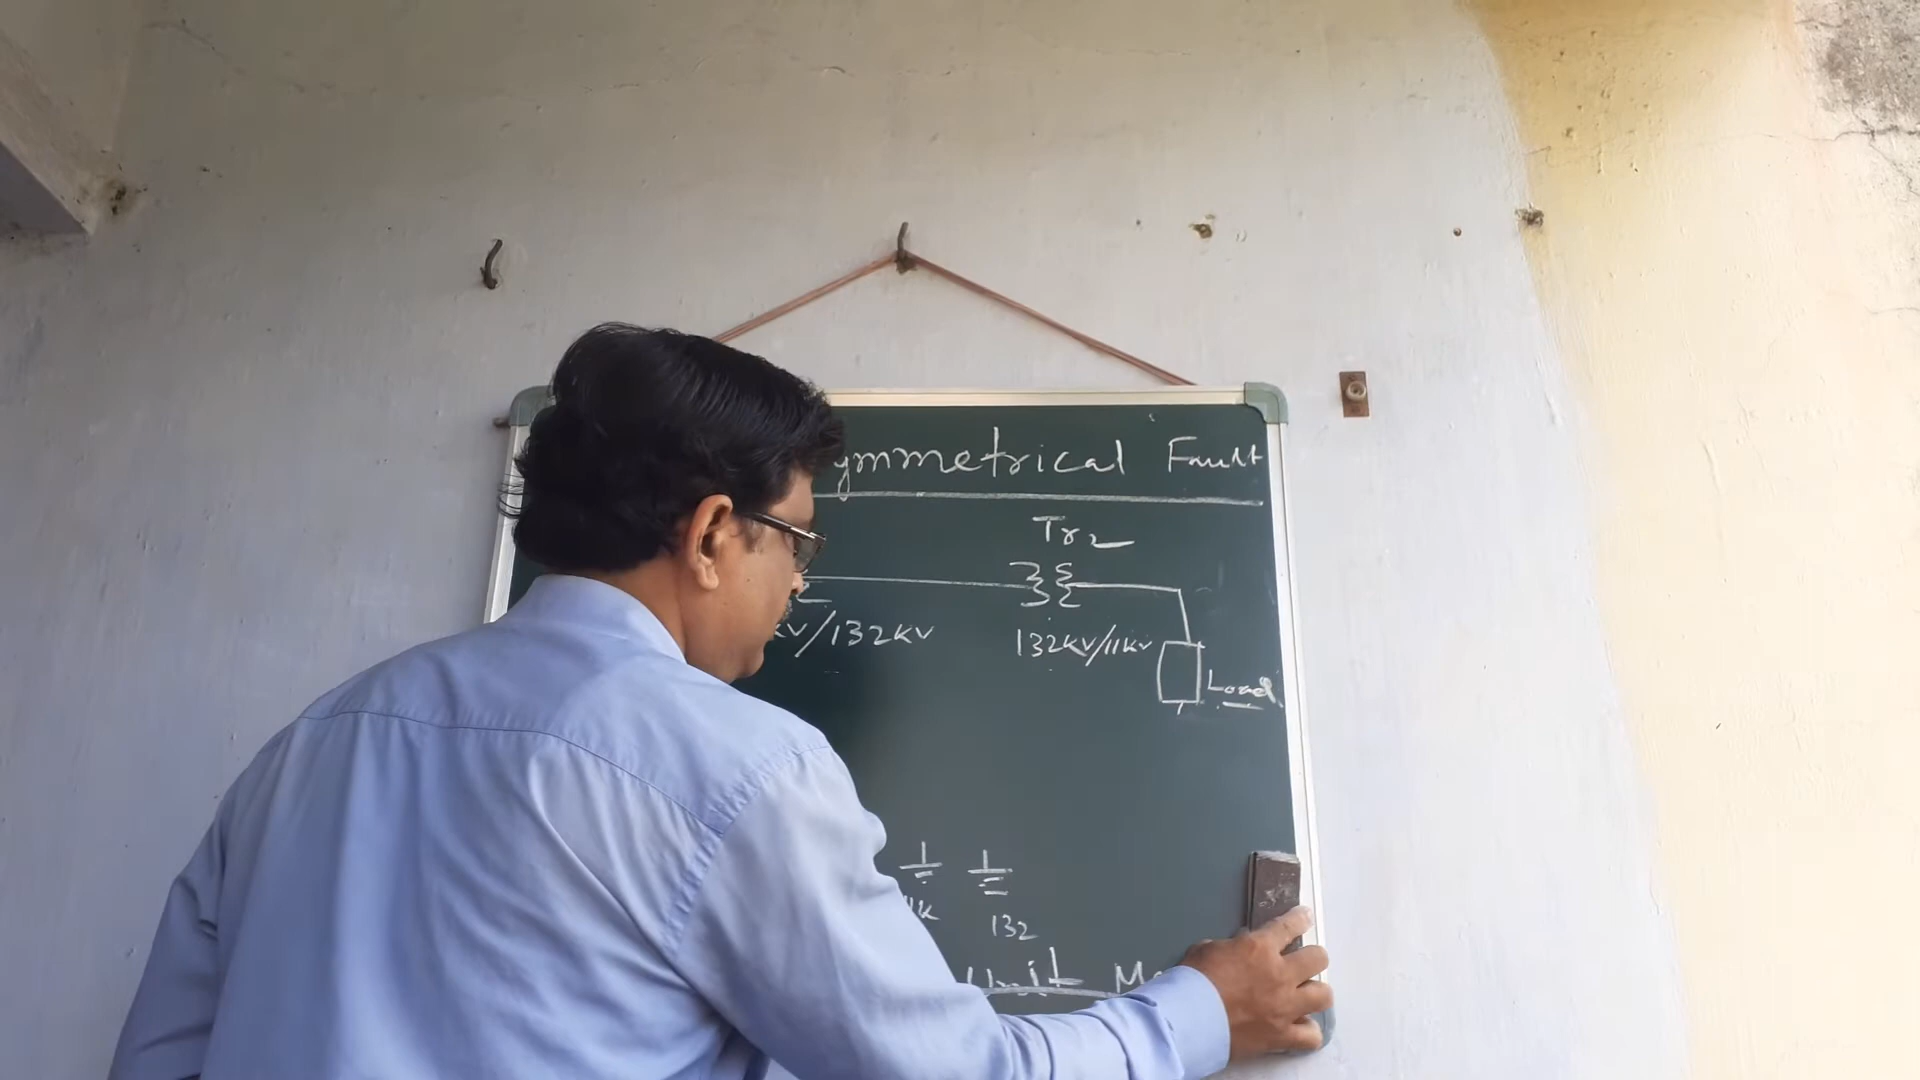 ymmetrical Fault
Tr2
KV/132KV
132KV/11KV
Load
11K
132
Unit M